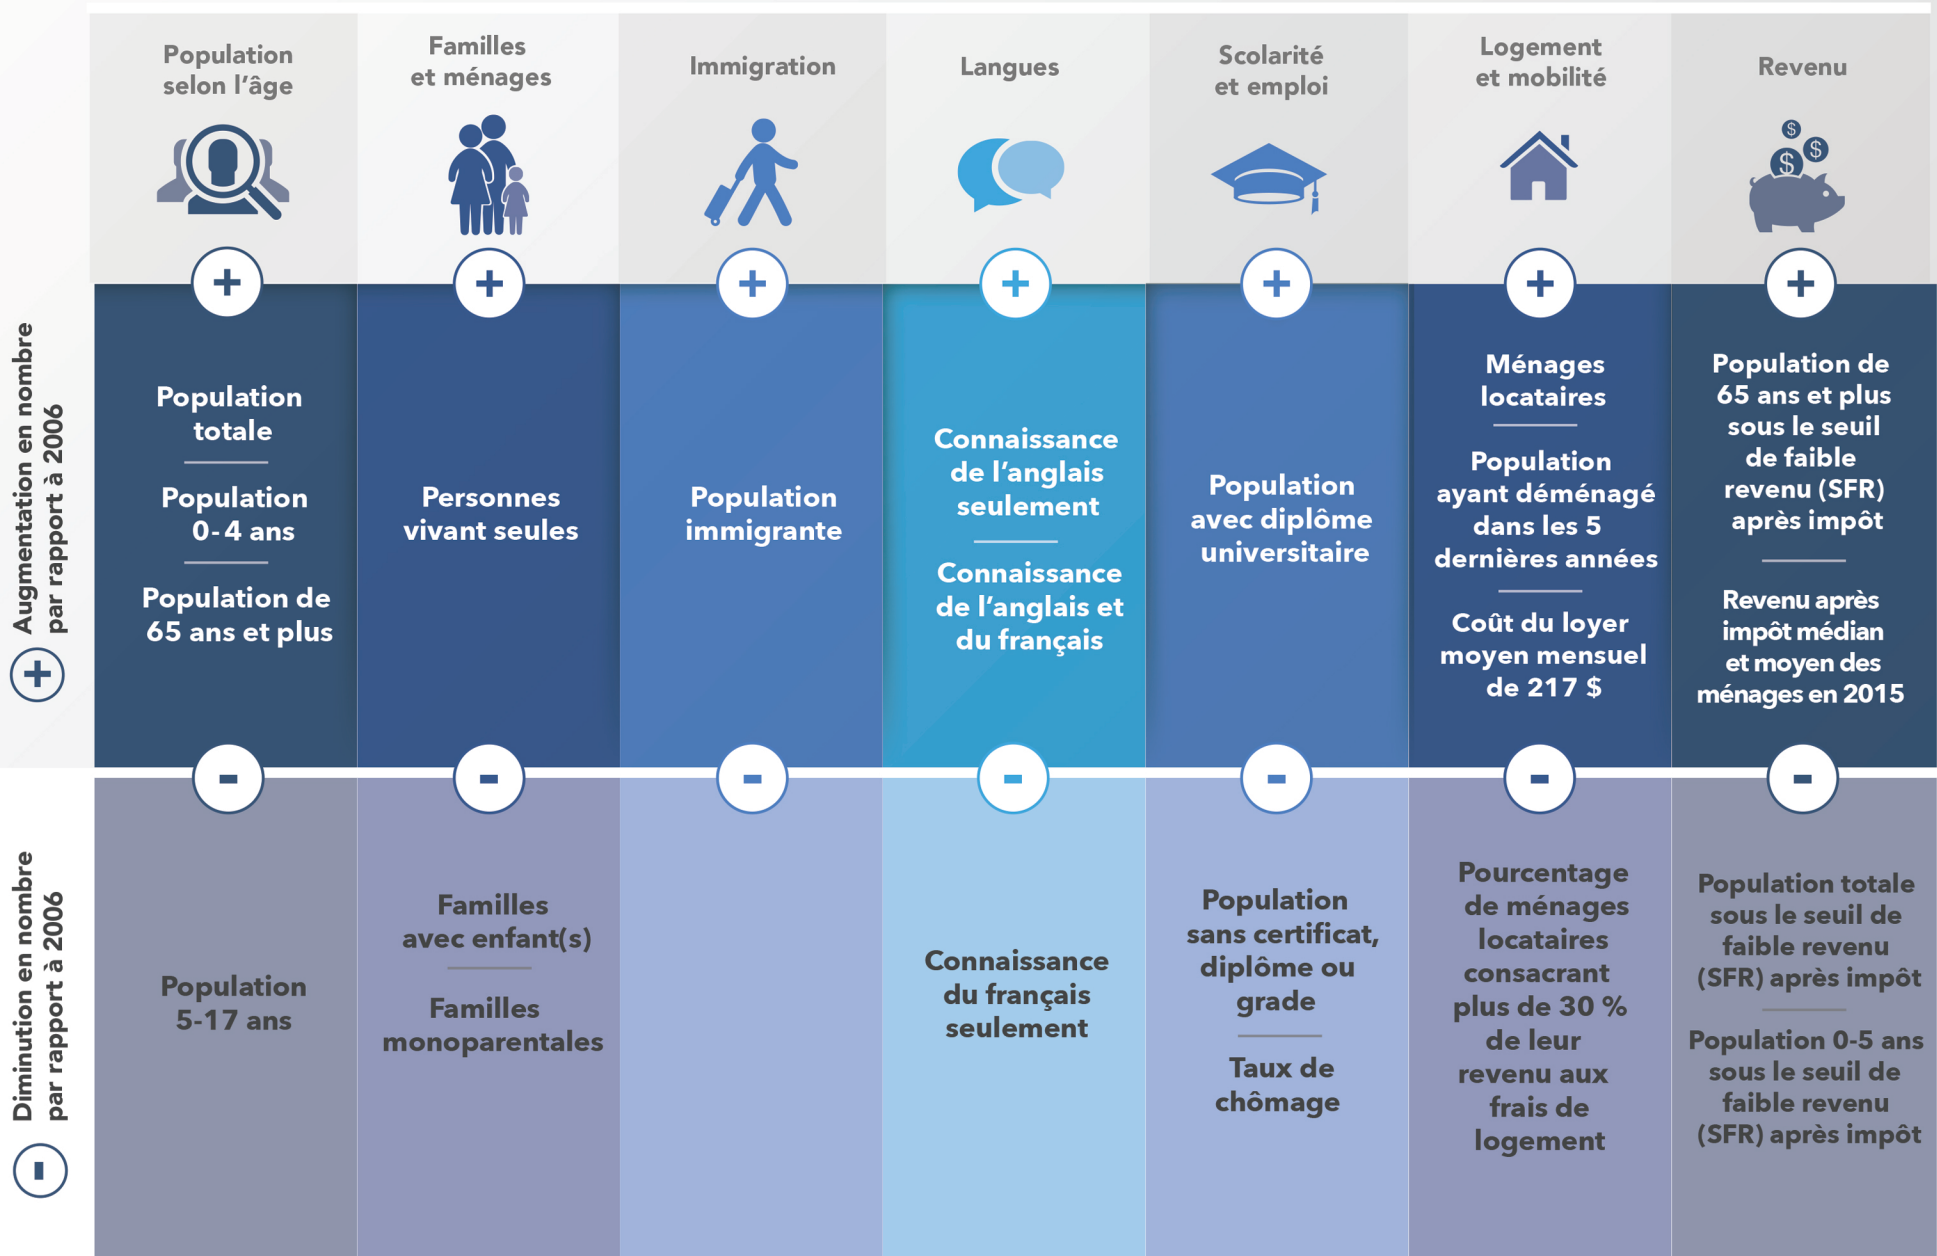 Population
selon l’âge
Familles
et ménages
Immigration
Langues
Scolarité
et emploi
Logement
et mobilité
Revenu
$
$
$
+
+
+
+
+
+
+
Augmentation en nombre
par rapport à 2006
+
Population
totale
Population
0-4 ans
Population de
65 ans et plus
Personnes
vivant seules
Population
immigrante
Connaissance
de l’anglais
seulement
Connaissance
de l’anglais et
du français
Population
avec diplôme
universitaire
Ménages
locataires
Population
ayant déménagé
dans les 5
dernières années
Coût du loyer
moyen mensuel
de 217 $
Population de
65 ans et plus
sous le seuil
de faible
revenu (SFR)
après impôt
Revenu après
impôt médian
et moyen des
ménages en 2015
-
-
-
-
-
-
-
Diminution en nombre
par rapport à 2006
-
Population
5-17 ans
Familles
avec enfant(s)
Familles
monoparentales
Connaissance
du français
seulement
Population
sans certificat,
diplôme ou
grade
Taux de
chômage
Pourcentage
de ménages
locataires
consacrant
plus de 30 %
de leur
revenu aux
frais de
logement
Population totale
sous le seuil de
faible revenu
(SFR) après impôt
Population 0-5 ans
sous le seuil de
faible revenu
(SFR) après impôt